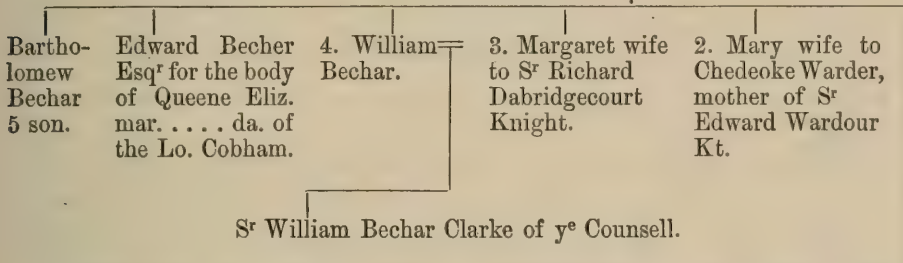 Bartho-
lomew
Bechar
5 son.
Edward Becher
Esqʳ for the body
of Queene Eliz.
mar. . . . . da. of
the Lo. Cobham.
4. William
Bechar.
3. Margaret wife
to Sʳ Richard
Dabridgecourt
Knight.
2. Mary wife to
Chedeoke Warder,
mother of Sʳ
Edward Wardour
Kt.
Sʳ William Bechar Clarke of yᵉ Counsell.